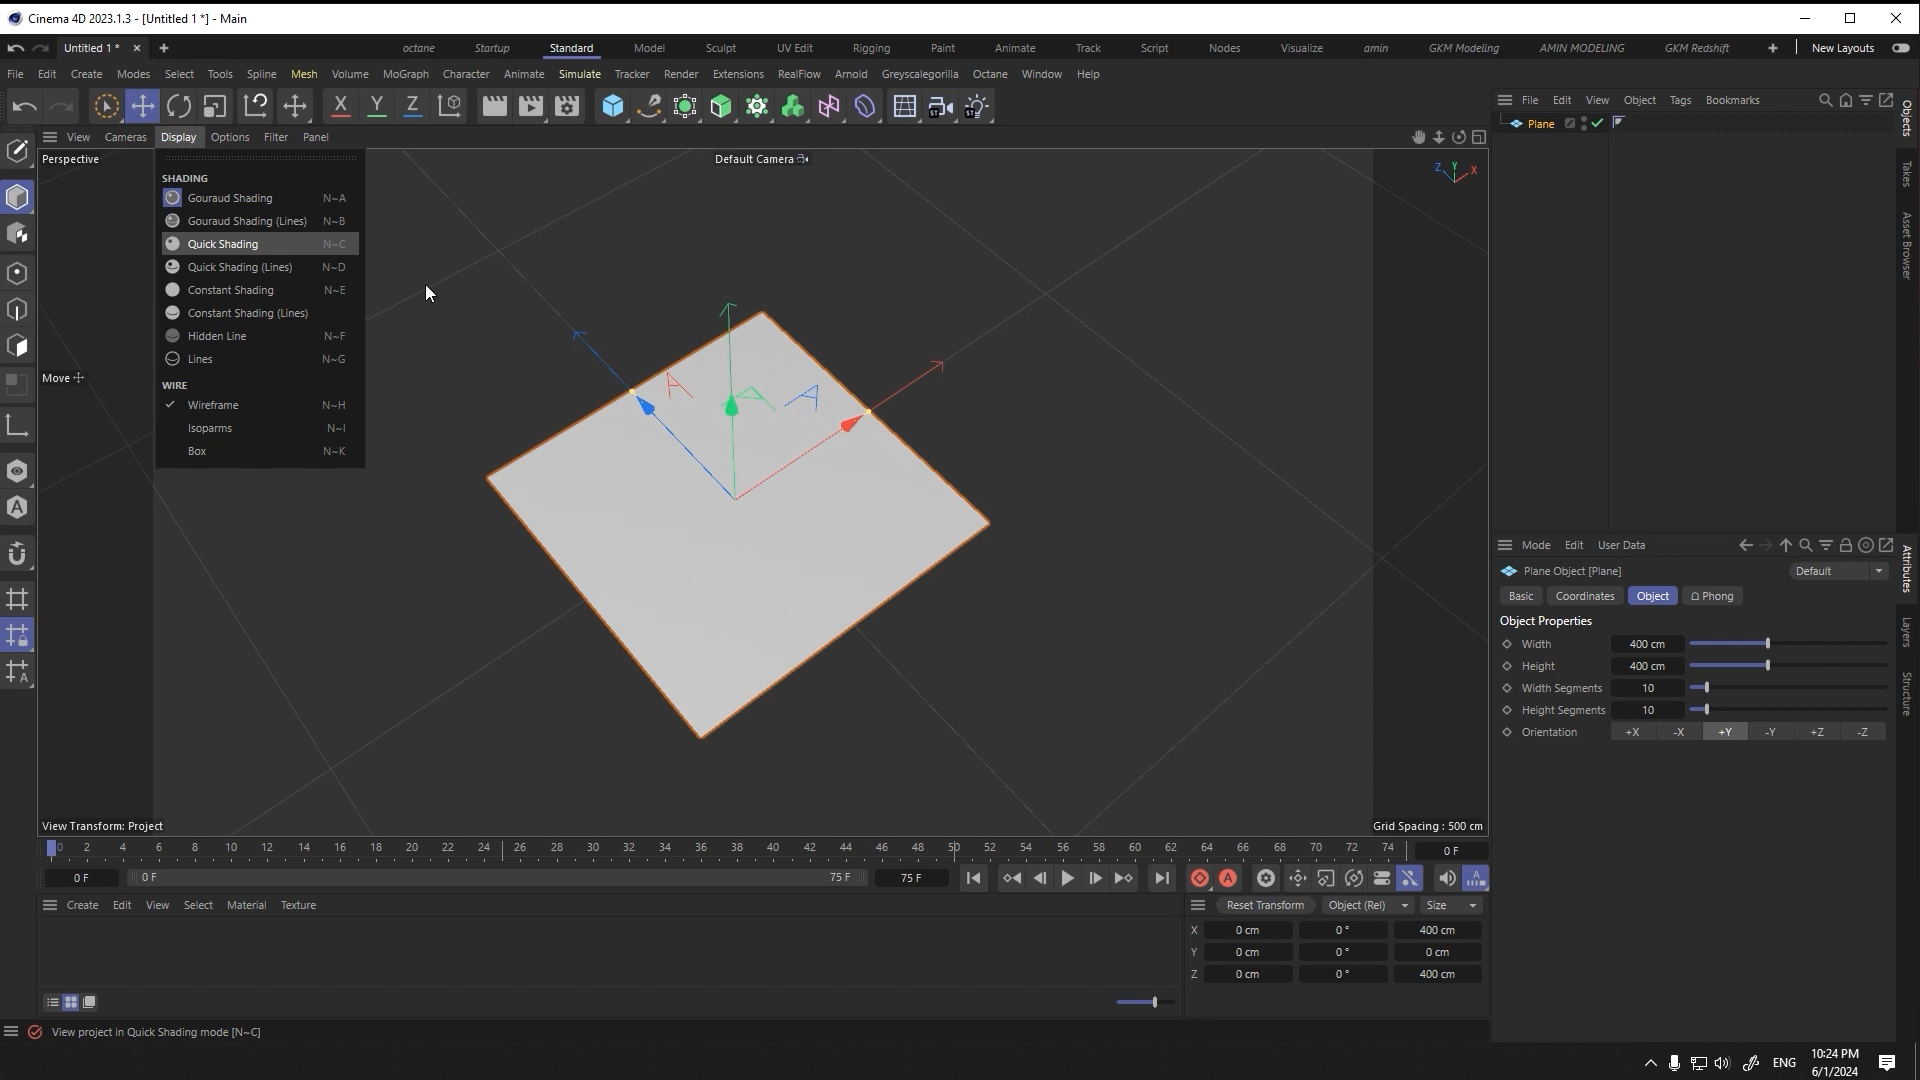 Cinema 4D 2023.1.3 - [Untitled 1 *] - Main
Untitled 1 * octane Startup Standard Model Sculpt UV Edit Rigging Paint Animate Track Script Nodes Visualize amin GKM Modeling AMIN MODELING GKM Redshift New Layouts
File Edit Create Modes Select Tools Spline Mesh Volume MoGraph Character Animate Simulate Tracker Render Extensions RealFlow Arnold Greyscalegorilla Octane Window Help
X Y Z ST ST
View Cameras Display Options Filter Panel
Perspective
Default Camera
Z Y X
SHADING
Gouraud Shading N~A
Gouraud Shading (Lines) N~B
Quick Shading N~C
Quick Shading (Lines) N~D
Constant Shading N~E
Constant Shading (Lines)
Hidden Line N~F
Lines N~G
WIRE
Wireframe N~H
Isoparms N~I
Box N~K
Move
View Transform: Project
Grid Spacing : 500 cm
File Edit View Object Tags Bookmarks
Plane
Objects
Takes
Asset Browser
Mode Edit User Data
Plane Object [Plane] Default
Basic Coordinates Object Phong
Object Properties
Width 400 cm
Height 400 cm
Width Segments 10
Height Segments 10
Orientation +X -X +Y -Y +Z -Z
Attributes
Layers
Structure
0 2 4 6 8 10 12 14 16 18 20 22 24 26 28 30 32 34 36 38 40 42 44 46 48 50 52 54 56 58 60 62 64 66 68 70 72 74 0 F
0 F 0 F 75 F 75 F
Create Edit View Select Material Texture
Reset Transform Object (Rel) Size
X 0 cm 0 ° 400 cm
Y 0 cm 0 ° 0 cm
Z 0 cm 0 ° 400 cm
View project in Quick Shading mode [N~C]
ENG 10:24 PM
6/1/2024